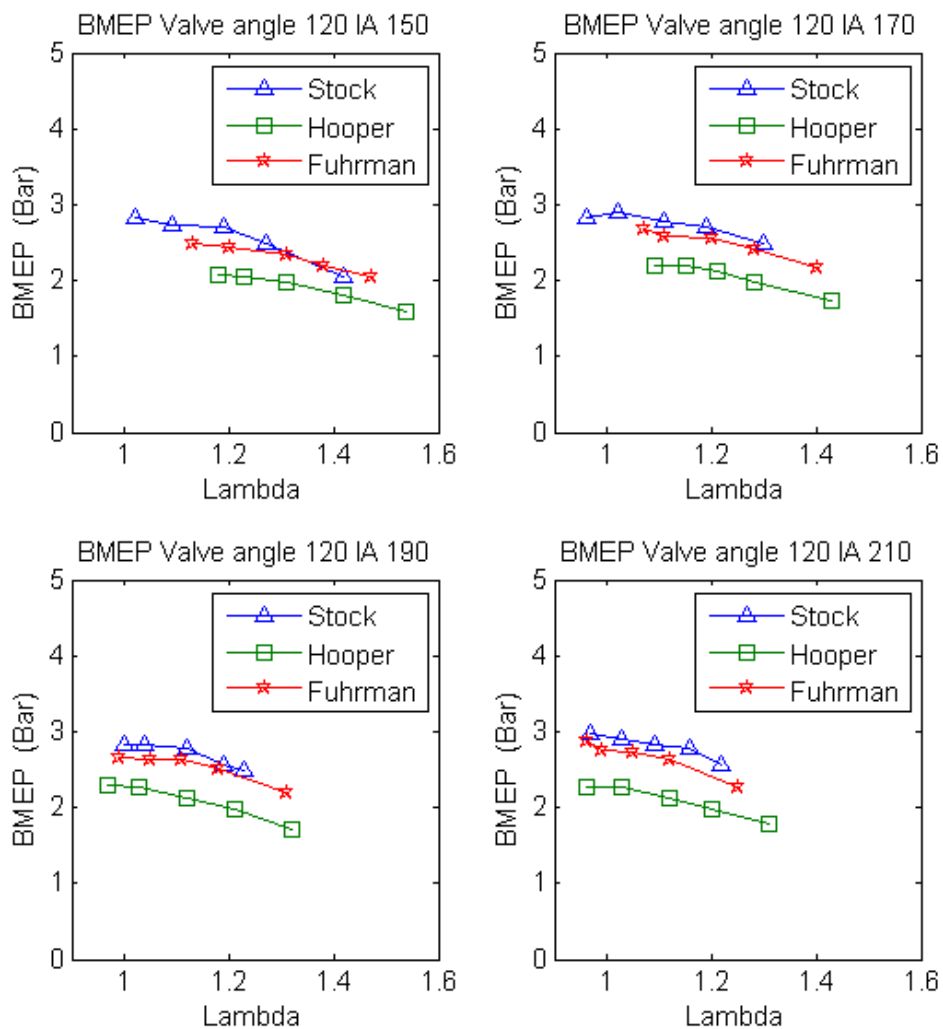 BMEP Valve angle 120 IA 150
5
4
3
2
1
0
BMEP (Bar)
Stock
Hooper
Fuhrman
1
1.2
1.4
1.6
Lambda
BMEP Valve angle 120 IA 170
5
4
3
2
1
0
BMEP (Bar)
Stock
Hooper
Fuhrman
1
1.2
1.4
1.6
Lambda
BMEP Valve angle 120 IA 190
5
4
3
2
1
0
BMEP (Bar)
Stock
Hooper
Fuhrman
1
1.2
1.4
1.6
Lambda
BMEP Valve angle 120 IA 210
5
4
3
2
1
0
BMEP (Bar)
Stock
Hooper
Fuhrman
1
1.2
1.4
1.6
Lambda